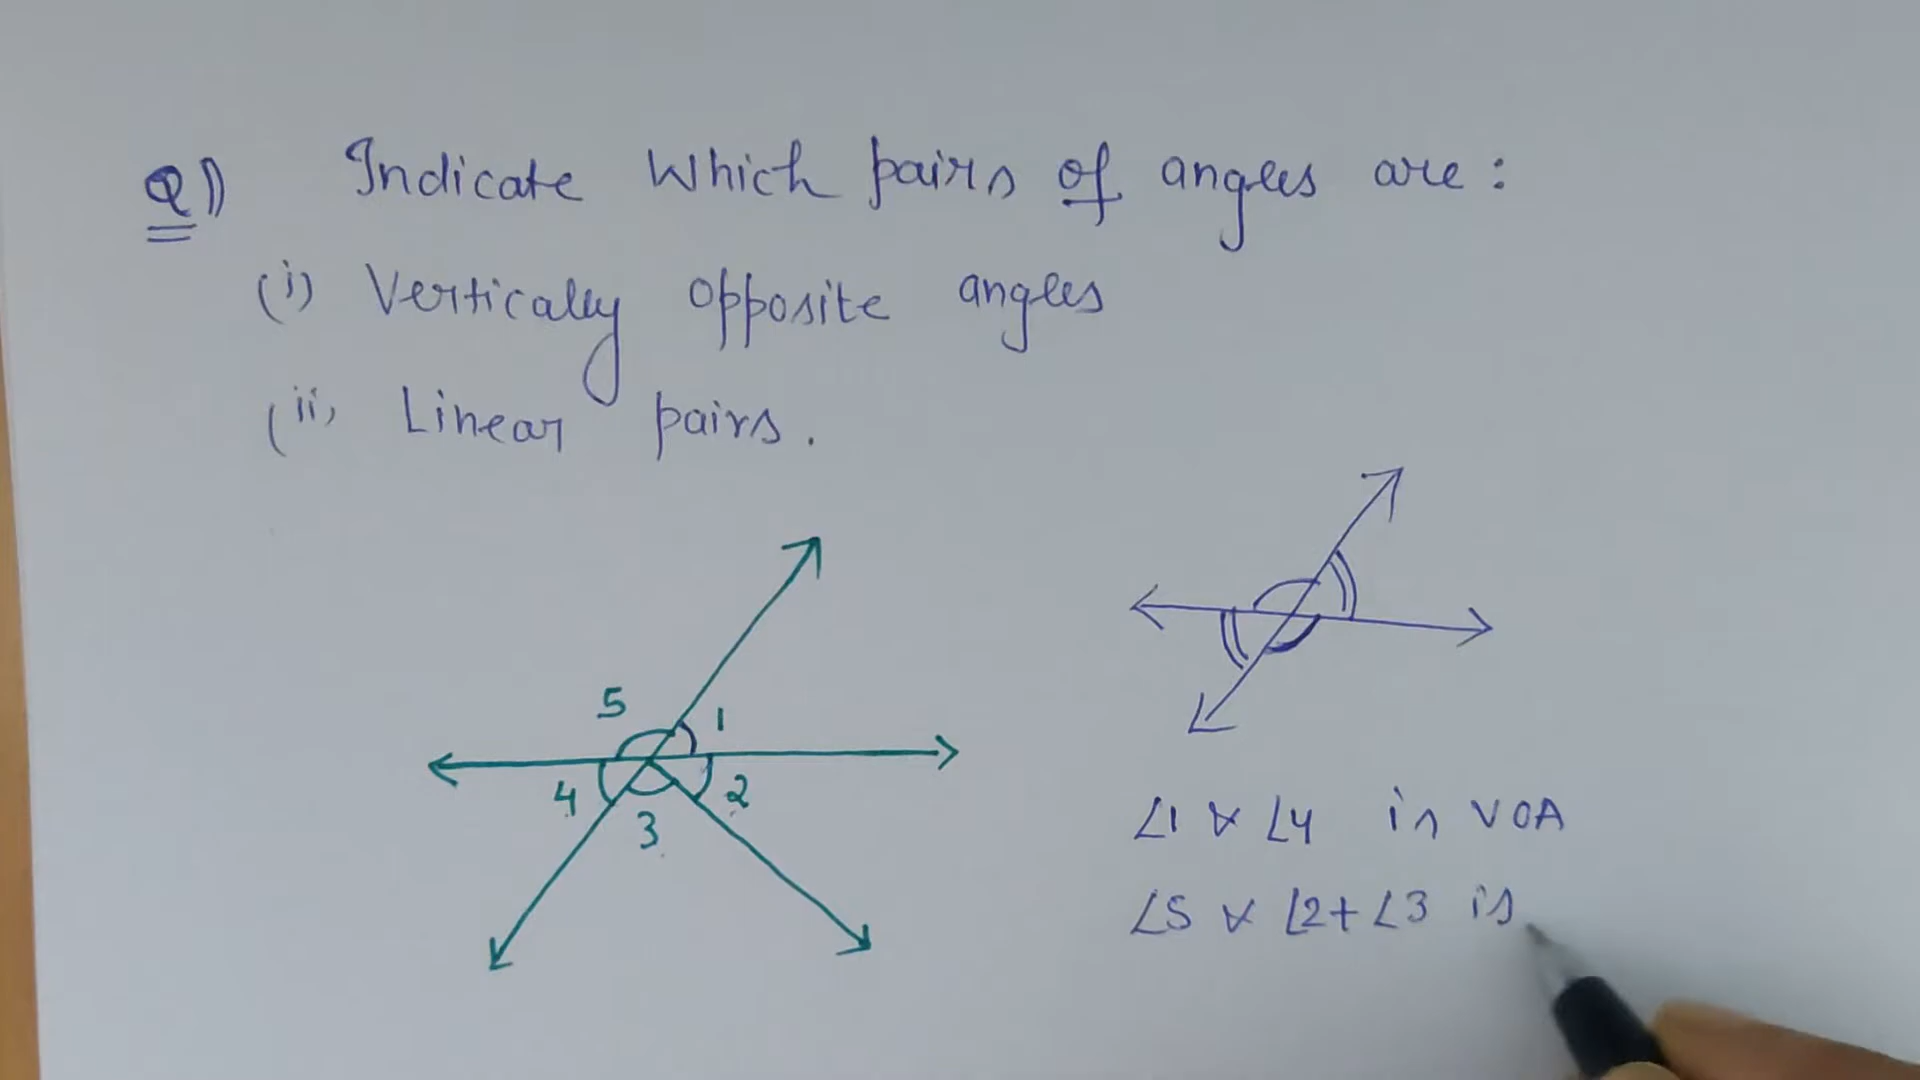 Q1) Indicate which pairs of angles are:
(i) Vertically opposite angles
(ii) Linear pairs.
5
1
4
2
3
∠1 & ∠4 is VOA
∠5 & ∠2+∠3 is